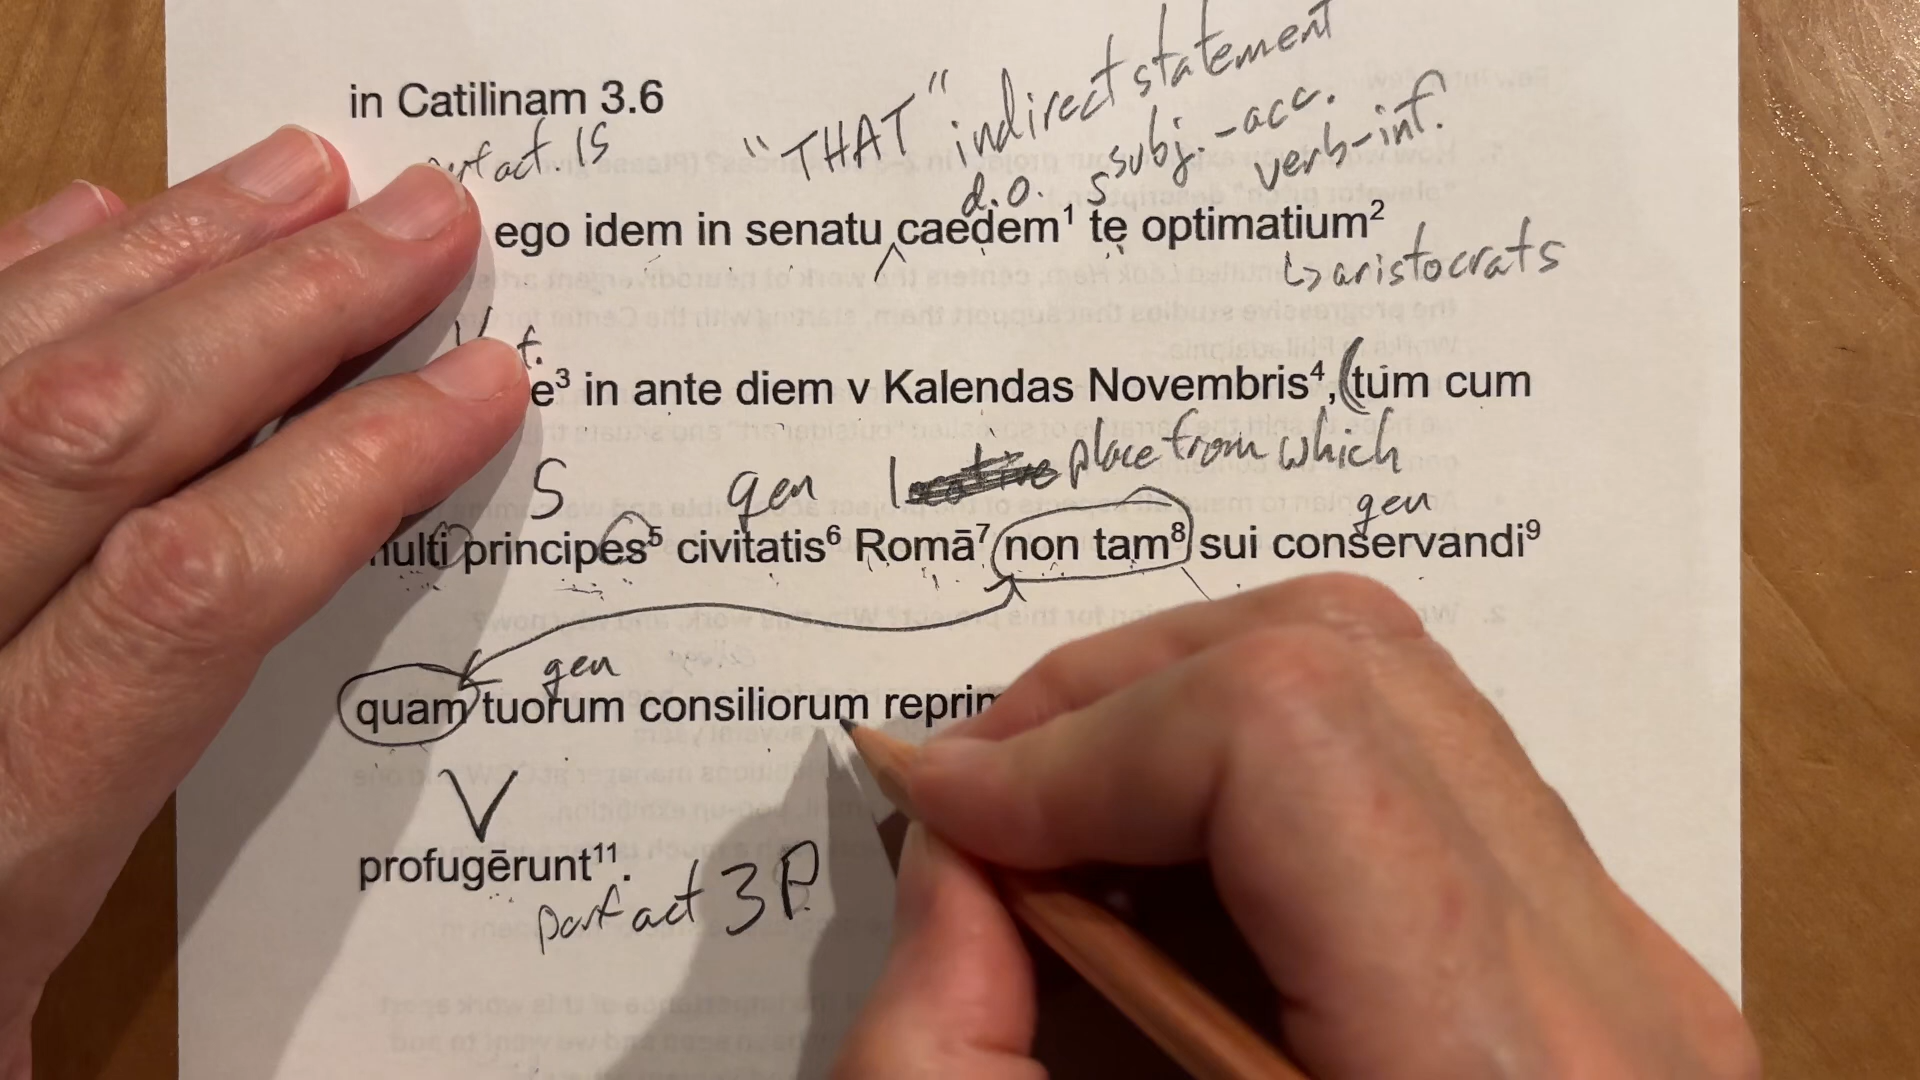 in Catilinam 3.6
act. 1S
"THAT" indirect statement
d.o. s subj. - acc.
verb - inf.
ego idem in senatu caedem¹ te optimatium²
↳ aristocrats
V t.
e³ in ante diem v Kalendas Novembris⁴, (tum cum
S gen place from which
gen
multi principes⁵ civitatis⁶ Romā⁷ non tam⁸ sui conservandi⁹
gen
quam tuorum consiliorum reprim
V
profugērunt¹¹.
perf act 3P